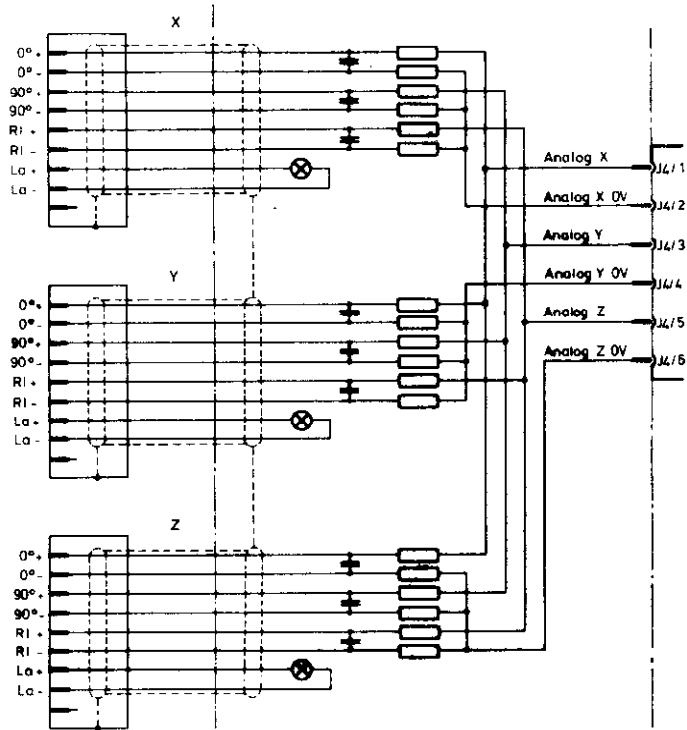 X
0°+
0°-
90°+
90°-
RI +
RI -
La +
La -
Analog X
J4/1
Analog X 0V
J4/2
Analog Y
J4/3
Analog Y 0V
J4/4
Analog Z
J4/5
Analog Z 0V
J4/6
Y
0°+
0°-
90°+
90°-
RI +
RI -
La +
La -
Z
0°+
0°-
90°+
90°-
RI +
RI -
La +
La -